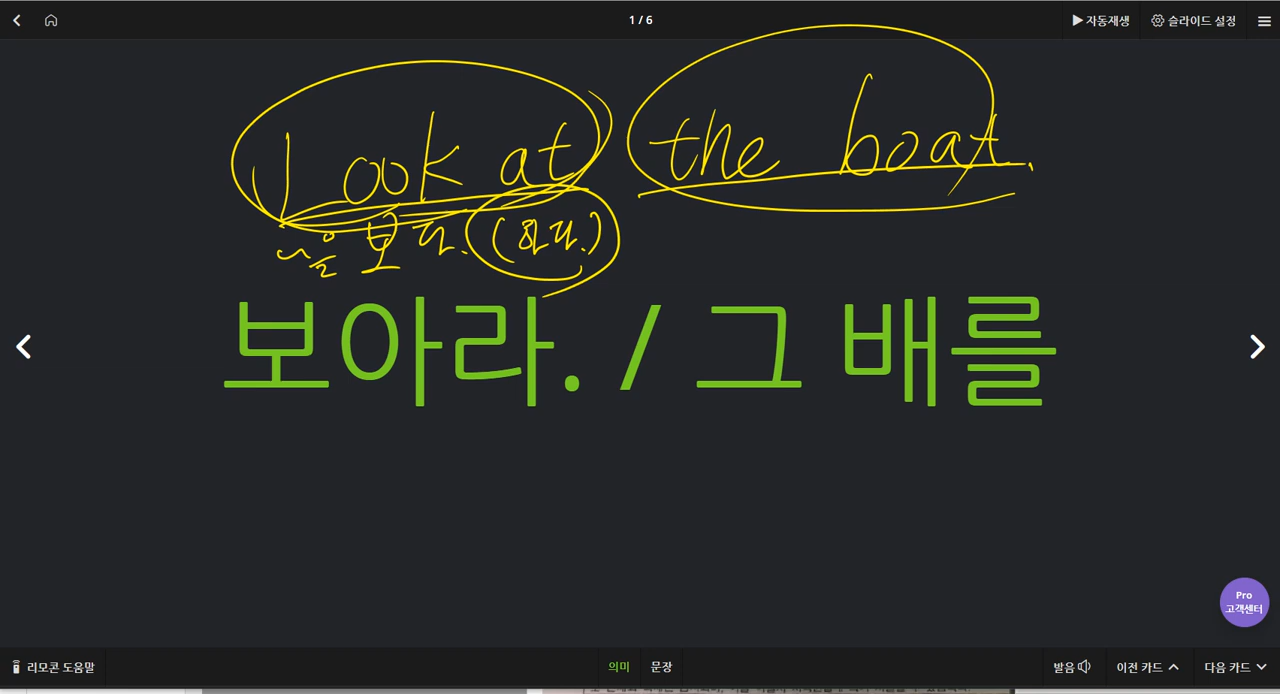 1 / 6
자동재생
슬라이드 설정
Look at the boat.
~을 보다. (봐라.)
보아라. / 그 배를
Pro
고객센터
리모콘 도움말
의미
문장
발음
이전 카드
다음 카드